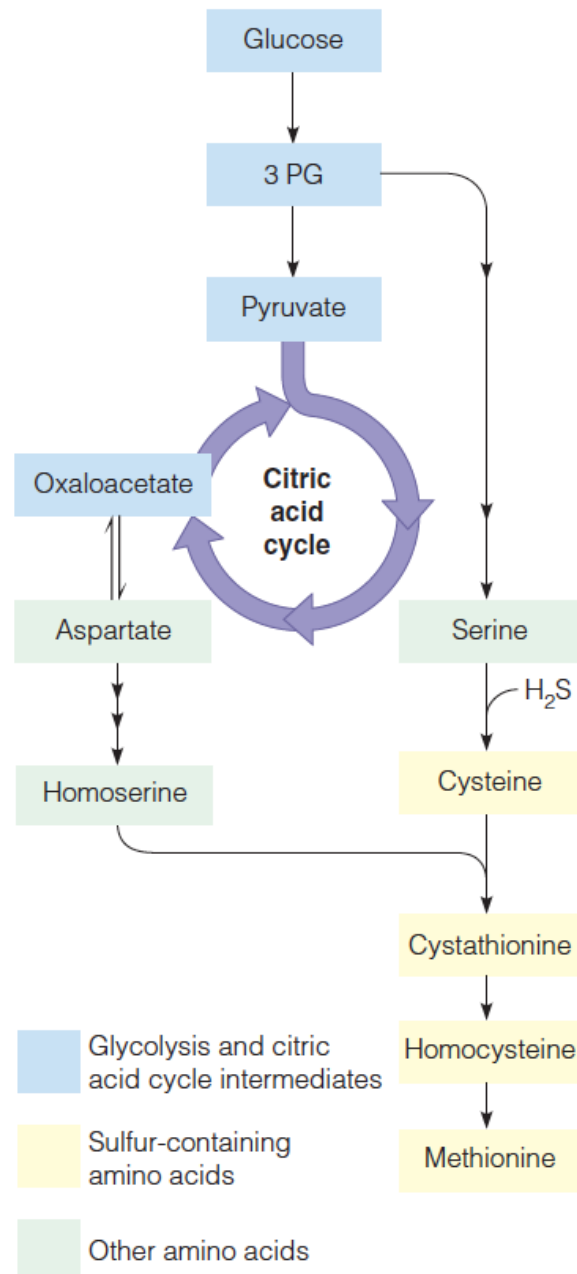 Glucose
3 PG
Pyruvate
Oxaloacetate
Citric
acid
cycle
Aspartate
Serine
H₂S
Homoserine
Cysteine
Cystathionine
Homocysteine
Methionine
Glycolysis and citric
acid cycle intermediates
Sulfur-containing
amino acids
Other amino acids